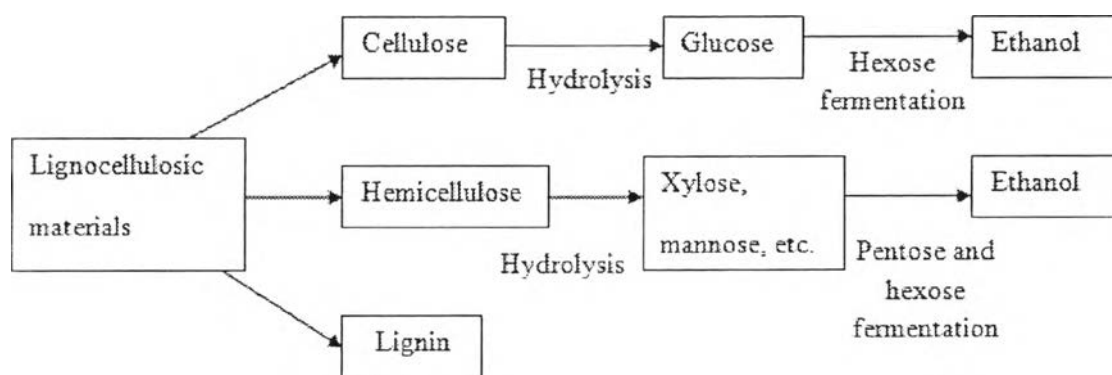 Cellulose
Hydrolysis
Glucose
Hexose
fermentation
Ethanol
Lignocellulosic
materials
Hemicellulose
Hydrolysis
Xylose,
mannose, etc.
Pentose and
hexose
fermentation
Ethanol
Lignin